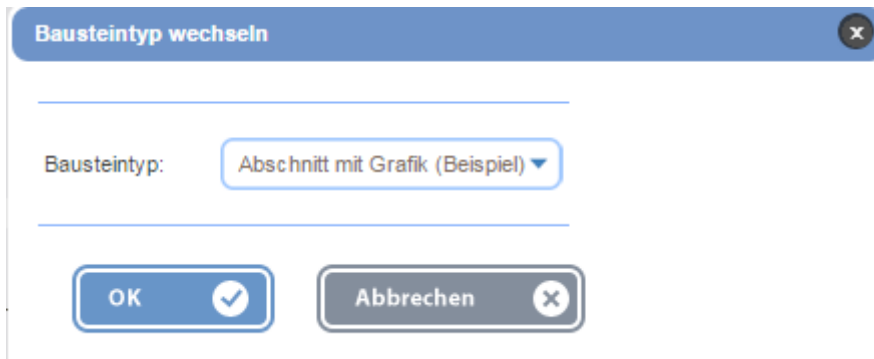 Bausteintyp wechseln
x
Bausteintyp: Abschnitt mit Grafik (Beispiel)
OK Abbrechen